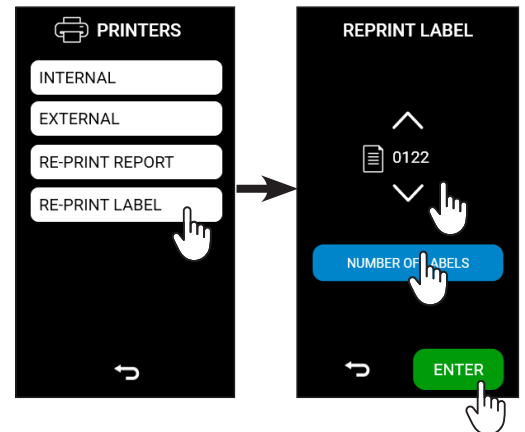 PRINTERS
INTERNAL
EXTERNAL
RE-PRINT REPORT
RE-PRINT LABEL
REPRINT LABEL
0122
NUMBER OF LABELS
ENTER